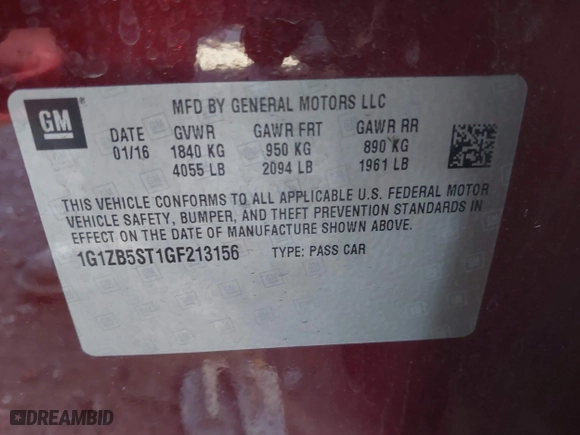 GM
MFD BY GENERAL MOTORS LLC
DATE GVWR GAWR FRT GAWR RR
01/16 1840 KG 950 KG 890 KG
4055 LB 2094 LB 1961 LB
THIS VEHICLE CONFORMS TO ALL APPLICABLE U.S. FEDERAL MOTOR
VEHICLE SAFETY, BUMPER, AND THEFT PREVENTION STANDARDS IN
EFFECT ON THE DATE OF MANUFACTURE SHOWN ABOVE.
1G1ZB5ST1GF213156 TYPE: PASS CAR
DREAMBID